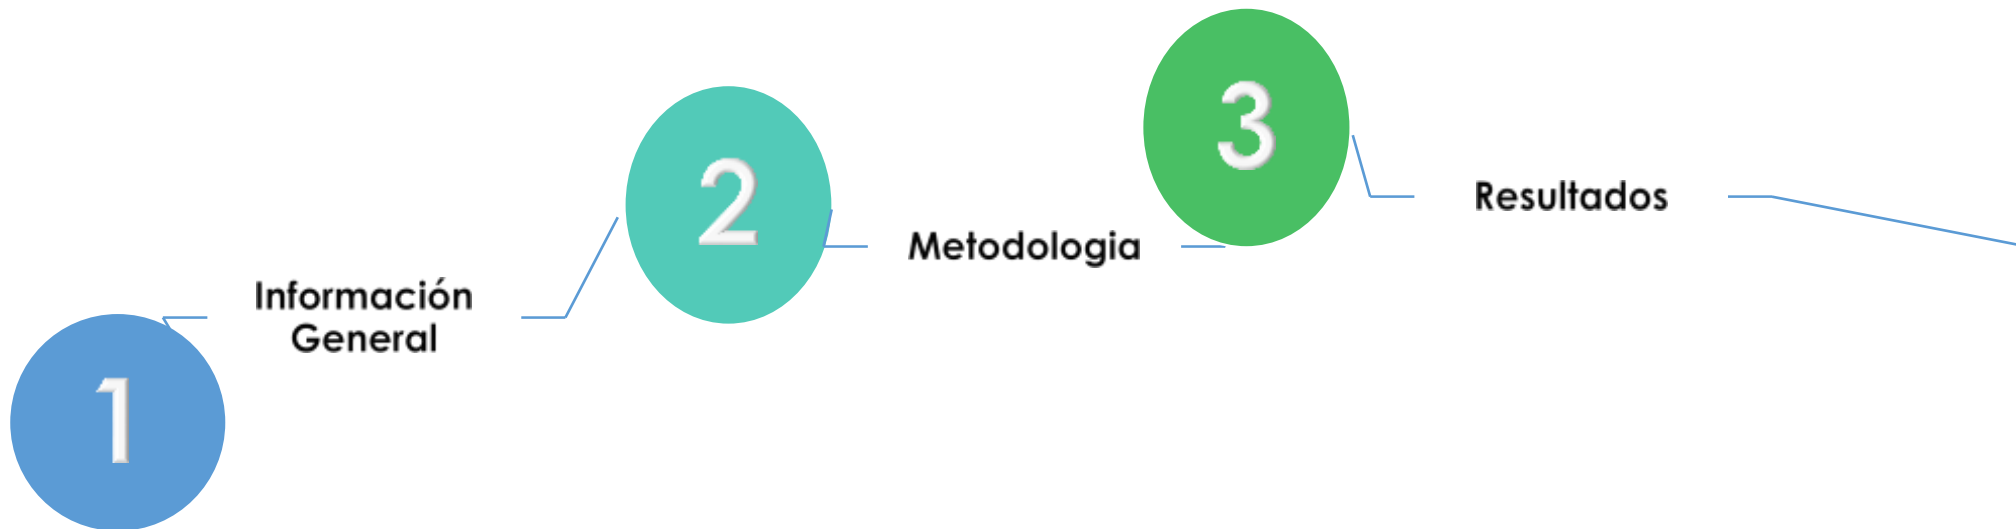 1
Información
General
2
Metodologia
3
Resultados